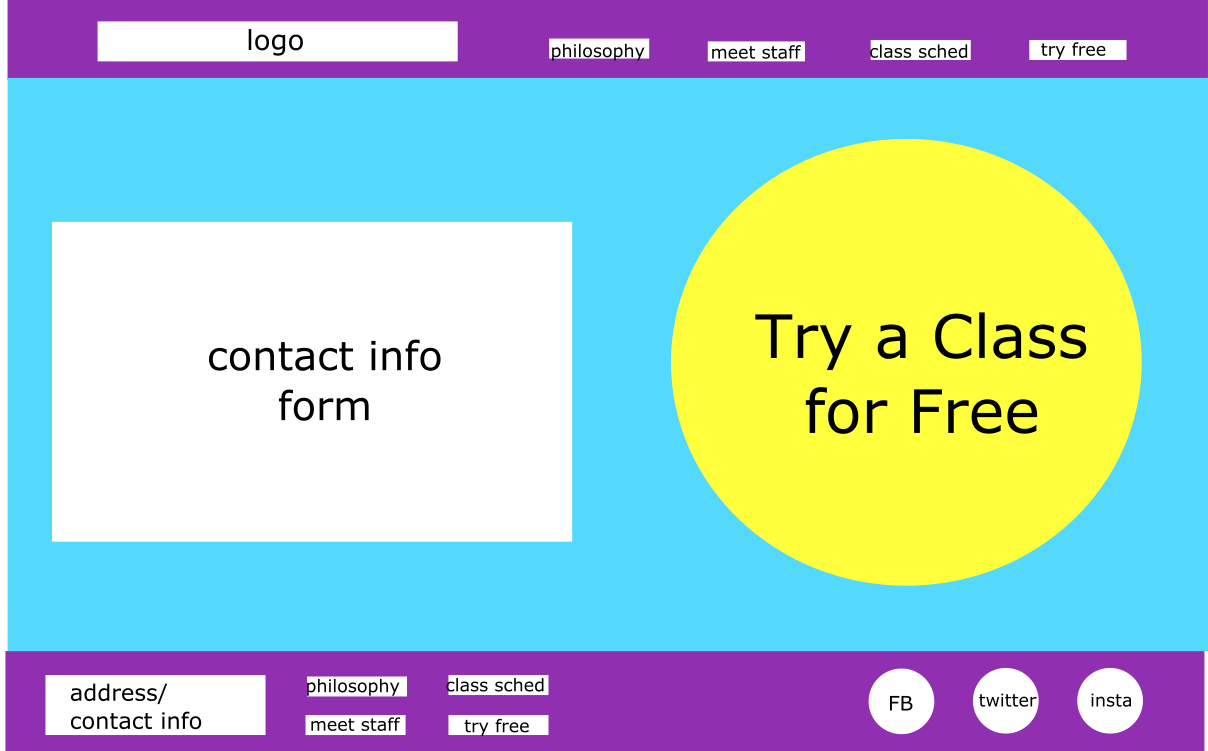 logo
philosophy
meet staff
class sched
try free
contact info
form
Try a Class
for Free
address/
contact info
philosophy
class sched
meet staff
try free
FB
twitter
insta